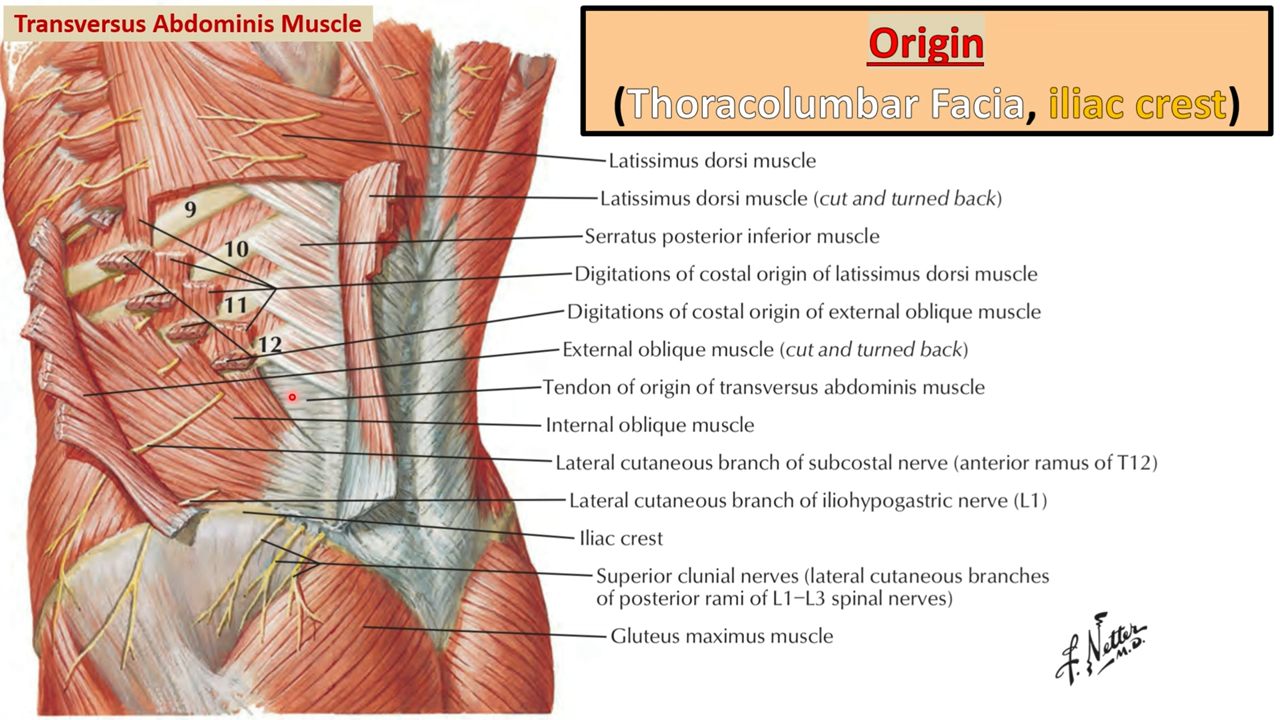 Transversus Abdominis Muscle
Origin
(Thoracolumbar Facia, iliac crest)
Latissimus dorsi muscle
Latissimus dorsi muscle (cut and turned back)
Serratus posterior inferior muscle
Digitations of costal origin of latissimus dorsi muscle
Digitations of costal origin of external oblique muscle
External oblique muscle (cut and turned back)
Tendon of origin of transversus abdominis muscle
Internal oblique muscle
Lateral cutaneous branch of subcostal nerve (anterior ramus of T12)
Lateral cutaneous branch of iliohypogastric nerve (L1)
Iliac crest
Superior clunial nerves (lateral cutaneous branches
of posterior rami of L1–L3 spinal nerves)
Gluteus maximus muscle
9
10
11
12
F. Netter
M.D.